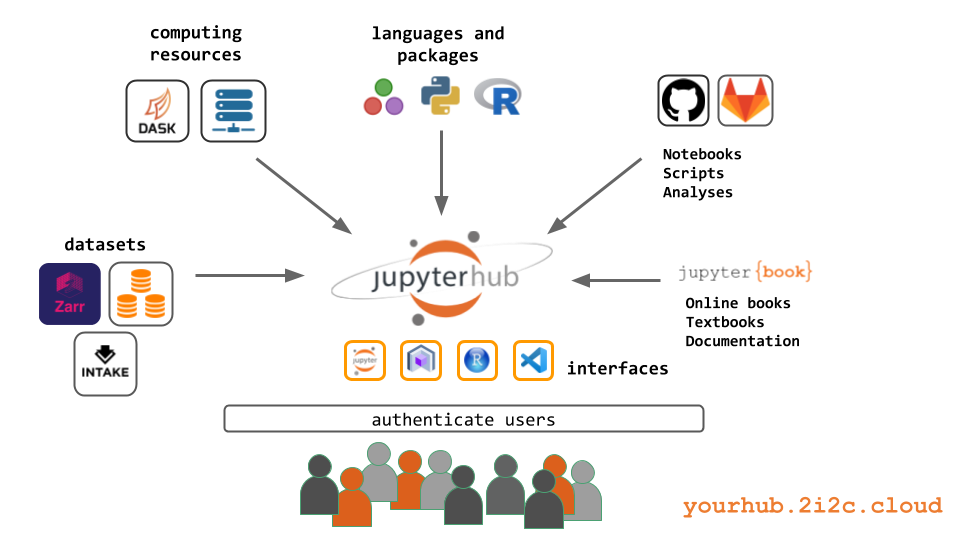 computing
resources
DASK
languages and
packages
R
Notebooks
Scripts
Analyses
datasets
Zarr
INTAKE
jupyterhub
jupyter {book}
Online books
Textbooks
Documentation
jupyter
R
interfaces
authenticate users
yourhub.2i2c.cloud